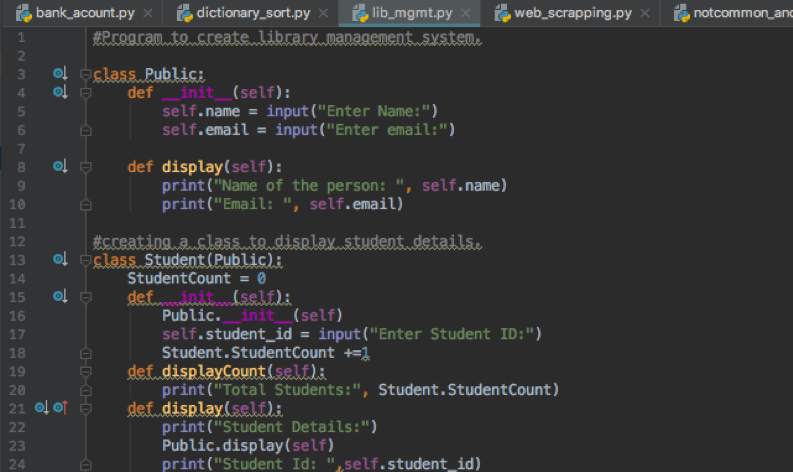 bank_acount.py × dictionary_sort.py × lib_mgmt.py × web_scrapping.py × notcommon_an
1 #Program to create library management system.
2
3 class Public:
4 def __init__(self):
5 self.name = input("Enter Name:")
6 self.email = input("Enter email:")
7
8 def display(self):
9 print("Name of the person: ", self.name)
10 print("Email: ", self.email)
11
12 #creating a class to display student details.
13 class Student(Public):
14 StudentCount = 0
15 def __init__(self):
16 Public.__init__(self)
17 self.student_id = input("Enter Student ID:")
18 Student.StudentCount +=1
19 def displayCount(self):
20 print("Total Students:", Student.StudentCount)
21 def display(self):
22 print("Student Details:")
23 Public.display(self)
24 print("Student Id: ",self.student_id)